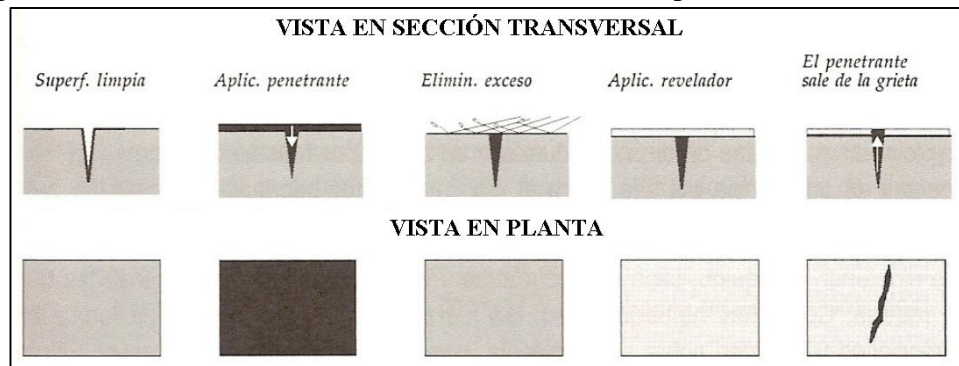 VISTA EN SECCIÓN TRANSVERSAL
Superf. limpia
Aplic. penetrante
Elimin. exceso
Aplic. revelador
El penetrante
sale de la grieta
VISTA EN PLANTA